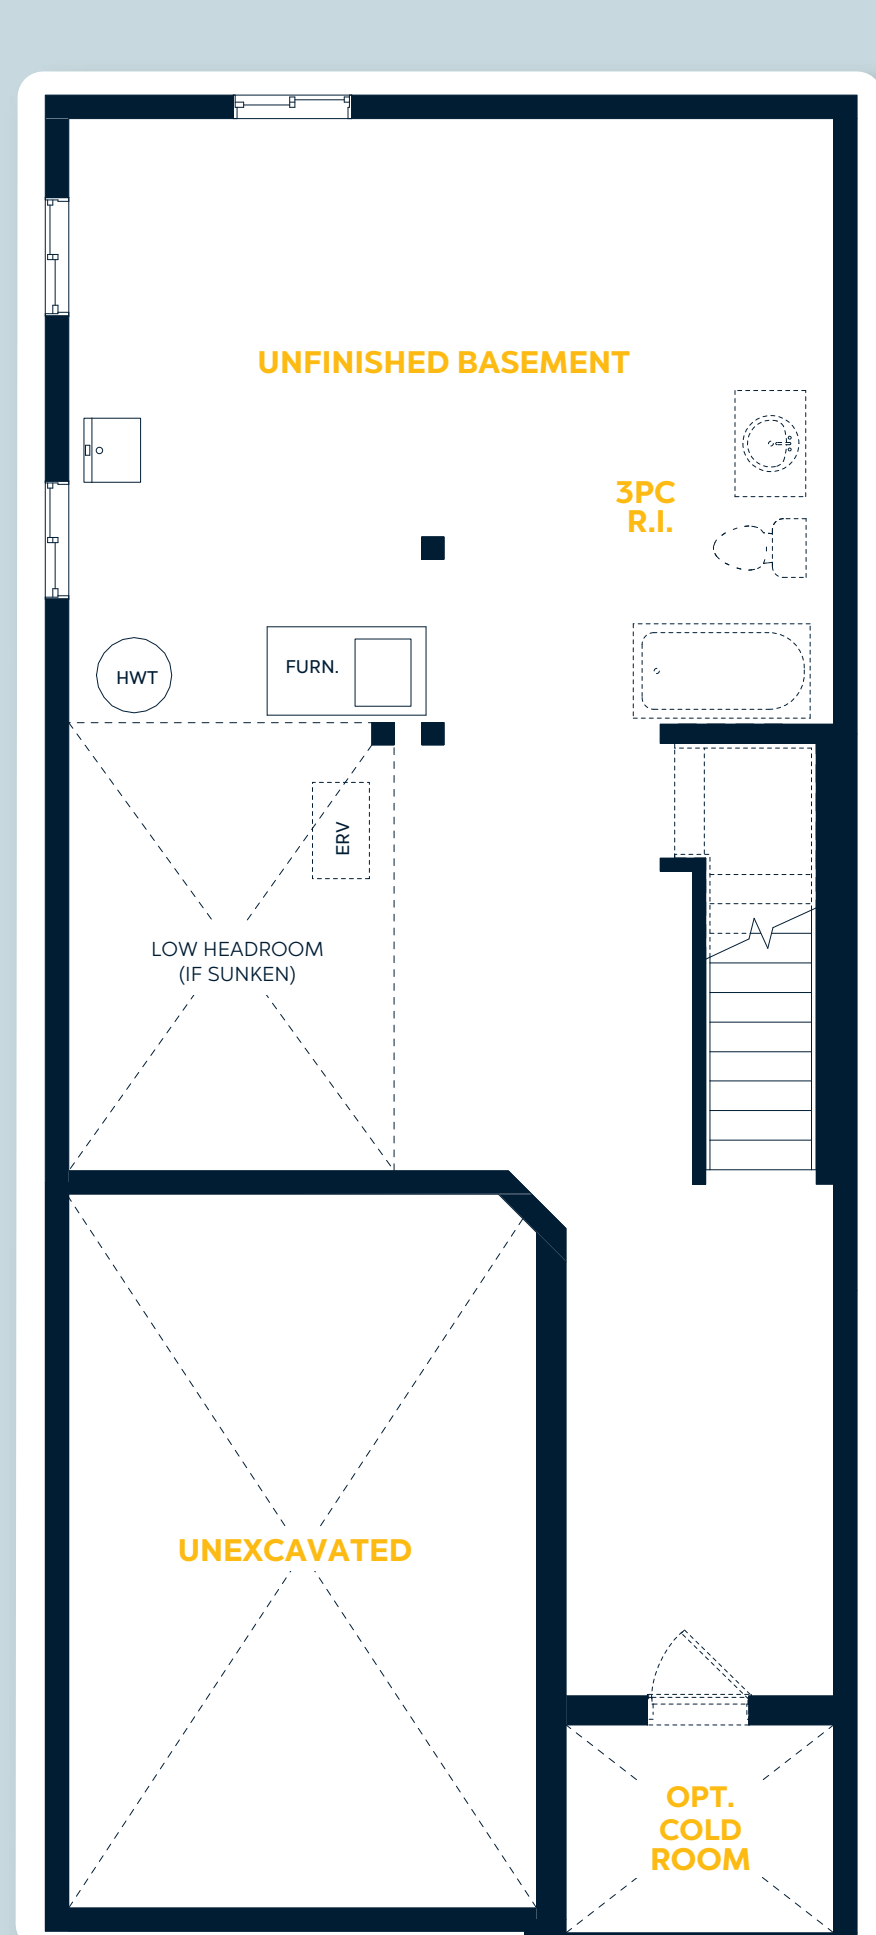 UNFINISHED BASEMENT
3PC
R.I.
HWT
FURN.
ERV
LOW HEADROOM
(IF SUNKEN)
UNEXCAVATED
OPT.
COLD
ROOM